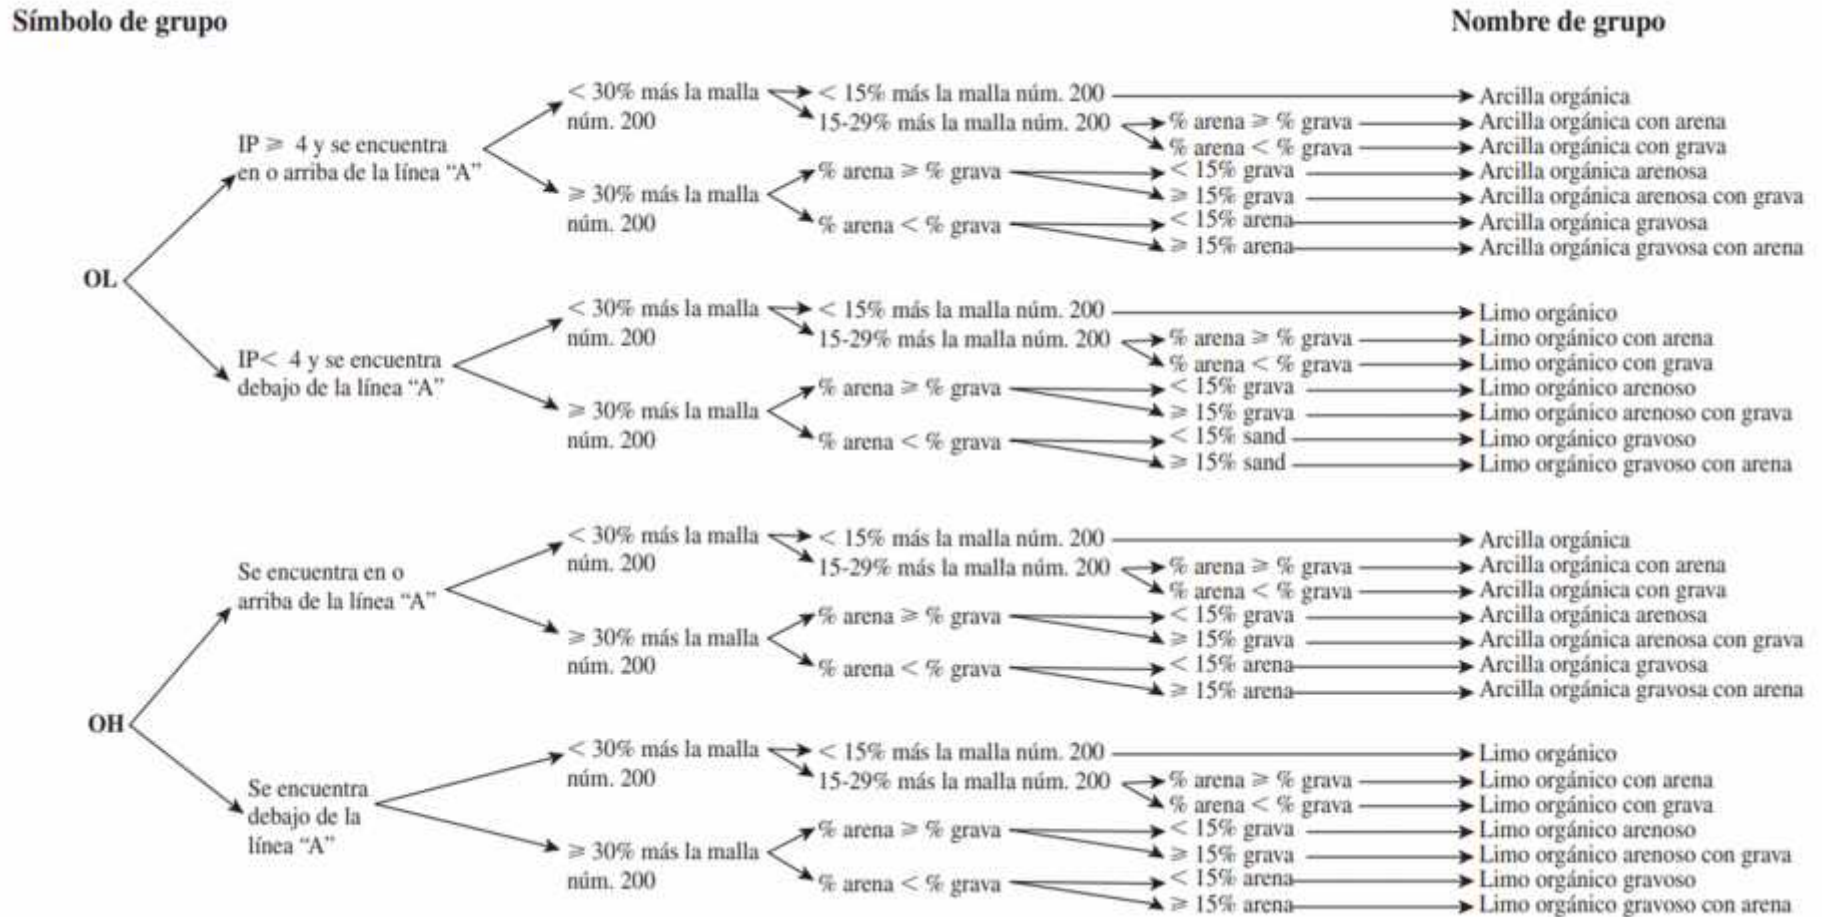 Símbolo de grupo
Nombre de grupo
OL
IP ≥ 4 y se encuentra
en o arriba de la línea “A”
< 30% más la malla
núm. 200
< 15% más la malla núm. 200
Arcilla orgánica
15-29% más la malla núm. 200
% arena ≥ % grava
Arcilla orgánica con arena
% arena < % grava
Arcilla orgánica con grava
≥ 30% más la malla
núm. 200
% arena ≥ % grava
< 15% grava
Arcilla orgánica arenosa
≥ 15% grava
Arcilla orgánica arenosa con grava
% arena < % grava
< 15% arena
Arcilla orgánica gravosa
≥ 15% arena
Arcilla orgánica gravosa con arena
IP< 4 y se encuentra
debajo de la línea “A”
< 30% más la malla
núm. 200
< 15% más la malla núm. 200
Limo orgánico
15-29% más la malla núm. 200
% arena ≥ % grava
Limo orgánico con arena
% arena < % grava
Limo orgánico con grava
≥ 30% más la malla
núm. 200
% arena ≥ % grava
< 15% grava
Limo orgánico arenoso
≥ 15% grava
Limo orgánico arenoso con grava
% arena < % grava
< 15% sand
Limo orgánico gravoso
≥ 15% sand
Limo orgánico gravoso con arena
OH
Se encuentra en o
arriba de la línea “A”
< 30% más la malla
núm. 200
< 15% más la malla núm. 200
Arcilla orgánica
15-29% más la malla núm. 200
% arena ≥ % grava
Arcilla orgánica con arena
% arena < % grava
Arcilla orgánica con grava
≥ 30% más la malla
núm. 200
% arena ≥ % grava
< 15% grava
Arcilla orgánica arenosa
≥ 15% grava
Arcilla orgánica arenosa con grava
% arena < % grava
< 15% arena
Arcilla orgánica gravosa
≥ 15% arena
Arcilla orgánica gravosa con arena
Se encuentra
debajo de la
línea “A”
< 30% más la malla
núm. 200
< 15% más la malla núm. 200
Limo orgánico
15-29% más la malla núm. 200
% arena ≥ % grava
Limo orgánico con arena
% arena < % grava
Limo orgánico con grava
≥ 30% más la malla
núm. 200
% arena ≥ % grava
< 15% grava
Limo orgánico arenoso
≥ 15% grava
Limo orgánico arenoso con grava
% arena < % grava
< 15% arena
Limo orgánico gravoso
≥ 15% arena
Limo orgánico gravoso con arena